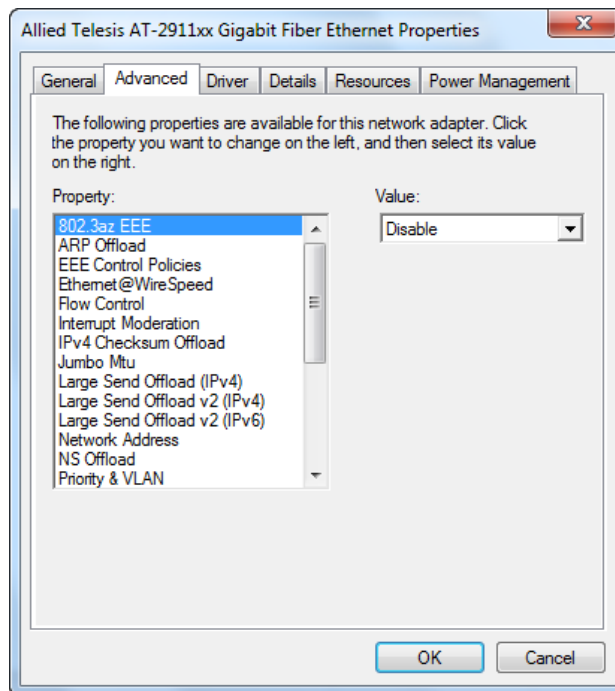 Allied Telesis AT-2911xx Gigabit Fiber Ethernet Properties
General Advanced Driver Details Resources Power Management
The following properties are available for this network adapter. Click
the property you want to change on the left, and then select its value
on the right.
Property:
802.3az EEE
ARP Offload
EEE Control Policies
Ethernet@WireSpeed
Flow Control
Interrupt Moderation
IPv4 Checksum Offload
Jumbo Mtu
Large Send Offload (IPv4)
Large Send Offload v2 (IPv4)
Large Send Offload v2 (IPv6)
Network Address
NS Offload
Priority & VLAN
Value:
Disable
OK Cancel